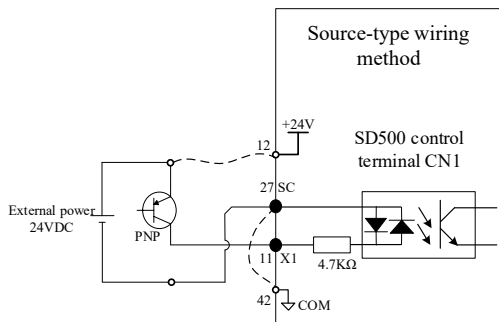 Source-type wiring
method
+24V
12
SD500 control
terminal CN1
27 SC
External power
24VDC
PNP
11 X1
4.7KΩ
42
COM